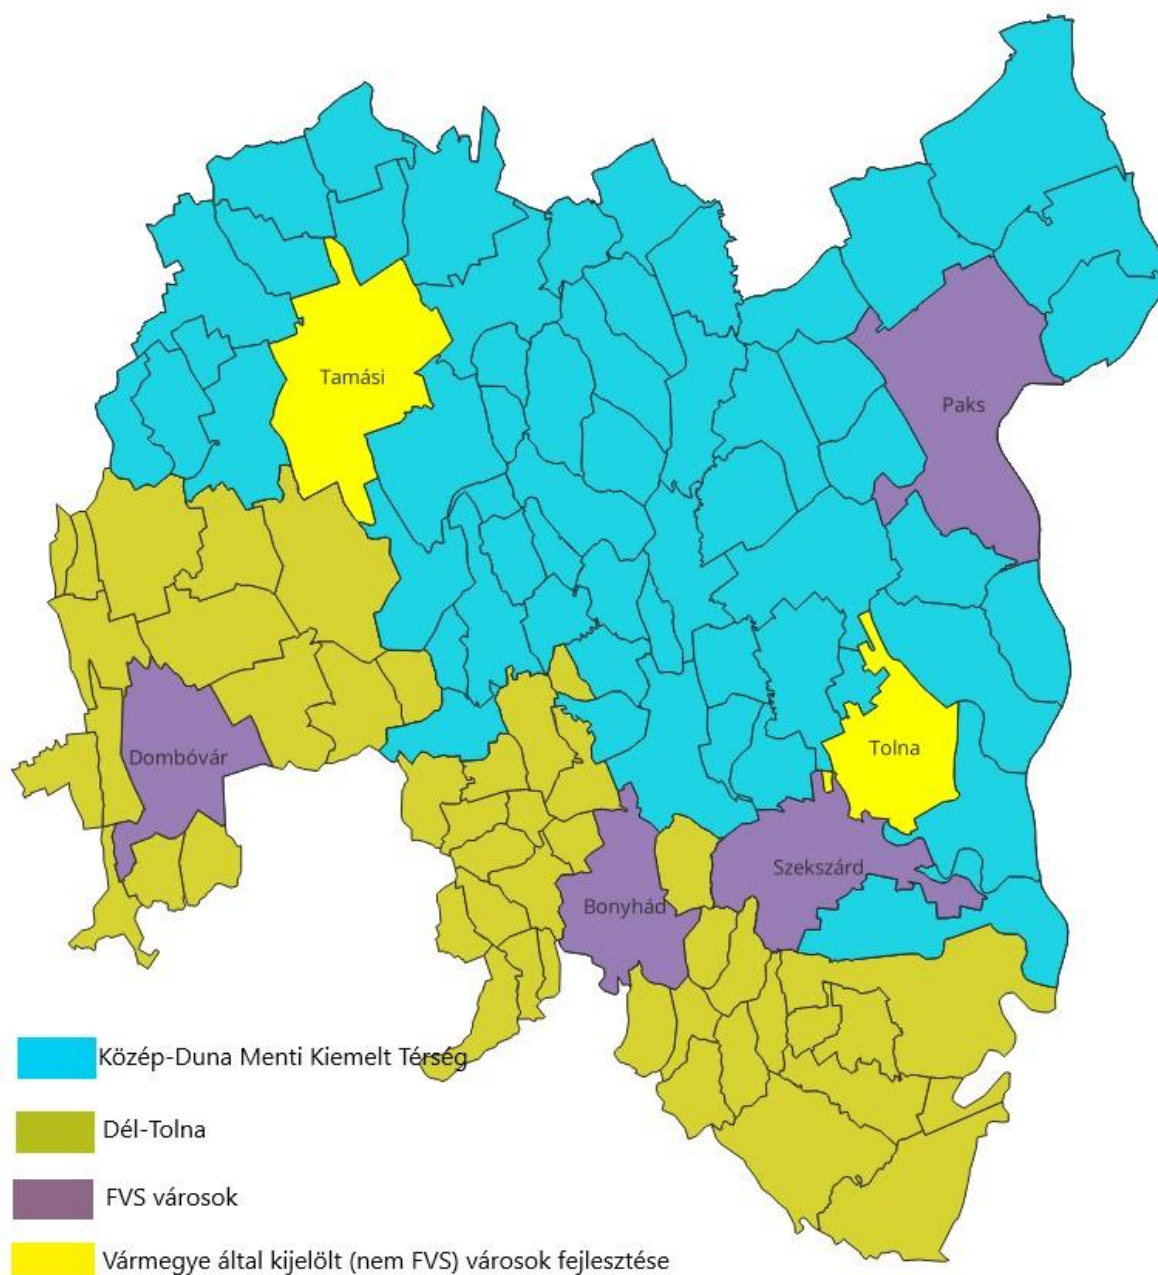 Tamási
Paks
Dombóvár
Tolna
Szekszárd
Bonyhád
Közép-Duna Menti Kiemelt Térség
Dél-Tolna
FVS városok
Vármegye által kijelölt (nem FVS) városok fejlesztése